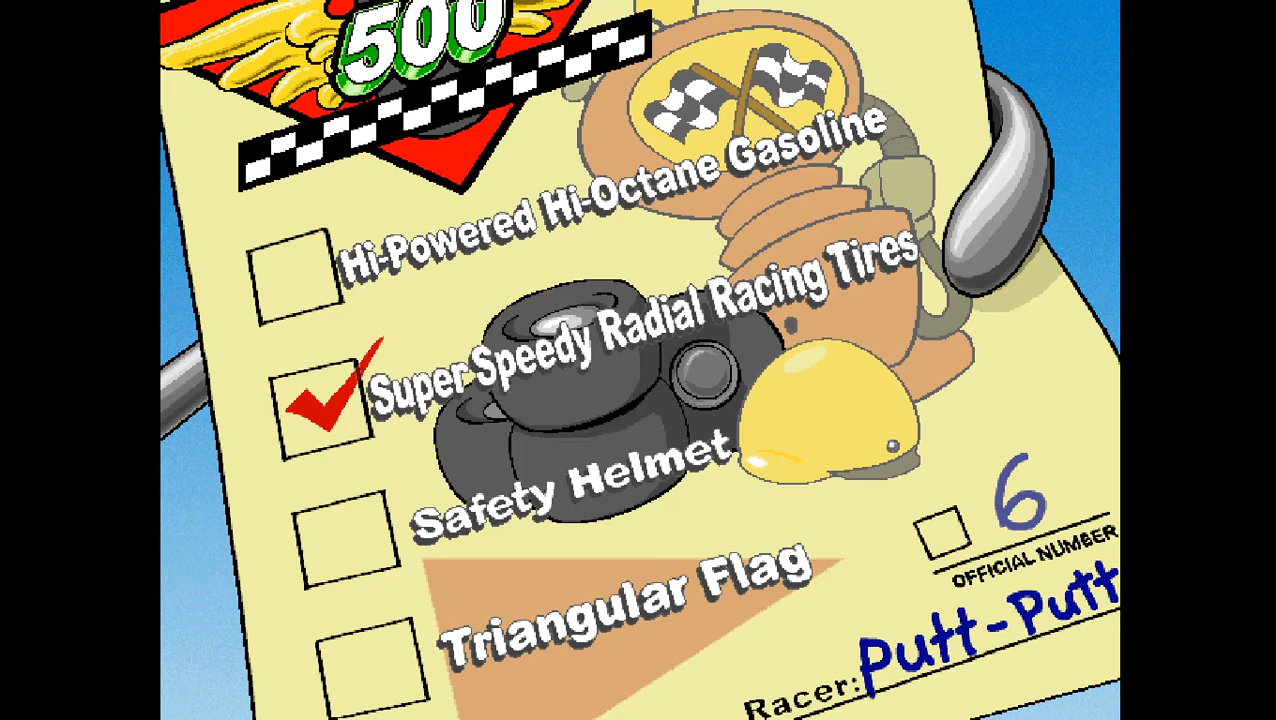 500
Hi-Powered Hi-Octane Gasoline
Super Speedy Radial Racing Tires
Safety Helmet
Triangular Flag
6
OFFICIAL NUMBER
Racer: Putt-Putt